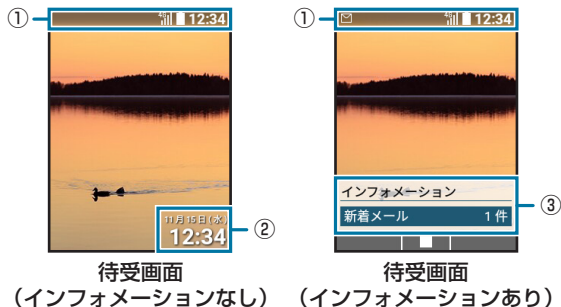 ①
4G 12:34
11月15日(水)
12:34
②
待受画面
（インフォメーションなし）
①
4G 12:34
インフォメーション
新着メール 1件
③
待受画面
（インフォメーションあり）